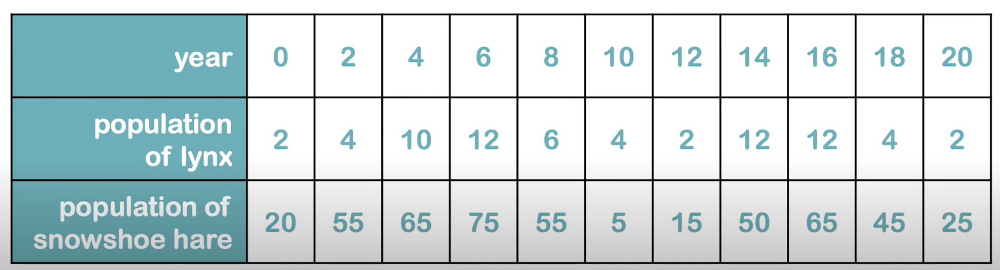 year 0 2 4 6 8 10 12 14 16 18 20
population
of lynx 2 4 10 12 6 4 2 12 12 4 2
population of
snowshoe hare 20 55 65 75 55 5 15 50 65 45 25